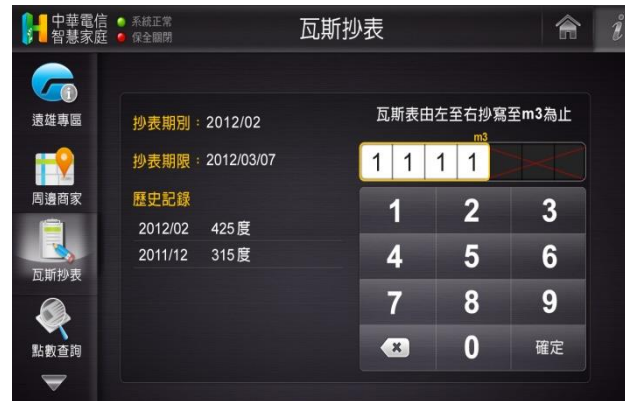 中華電信
智慧家庭
系統正常
保全關閉
瓦斯抄表
i
遠雄專區
周邊商家
瓦斯抄表
點數查詢
抄表期別：2012/02
抄表期限：2012/03/07
歷史記錄
2012/02 425度
2011/12 315度
瓦斯表由左至右抄寫至m3為止
m3
1 1 1 1
1 2 3
4 5 6
7 8 9
0 確定